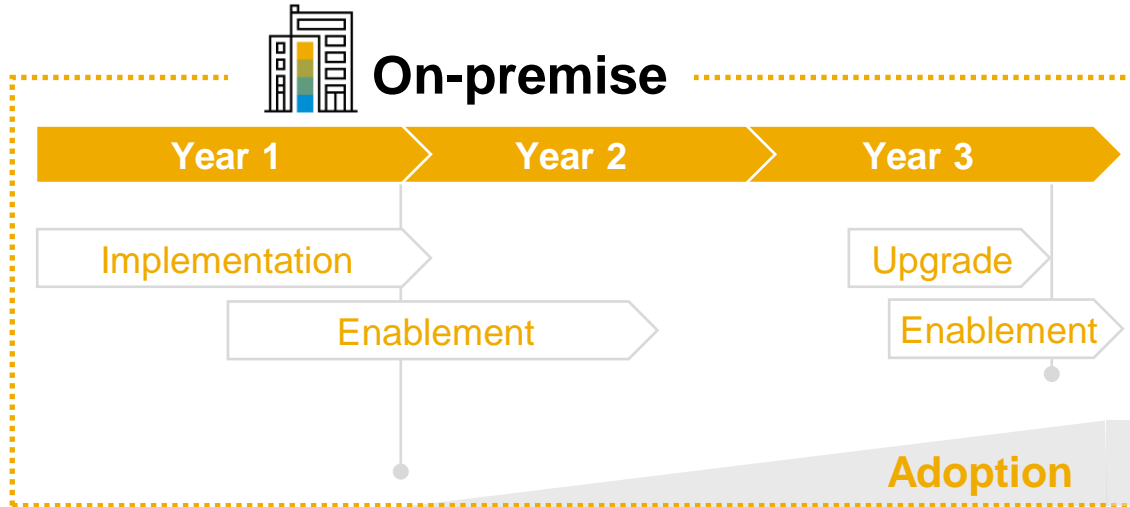 On-premise
Year 1 Year 2 Year 3
Implementation Upgrade
Enablement Enablement
Adoption